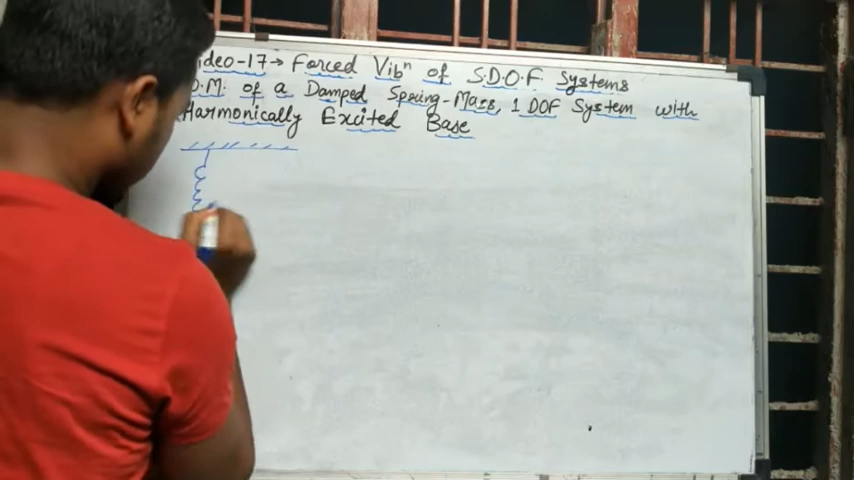 ideo-17→ Forced Vibⁿ of S.D.O.F Systems
O.M. of a Damped Spring-Mass, 1 DOF System with
Harmonically Excited Base